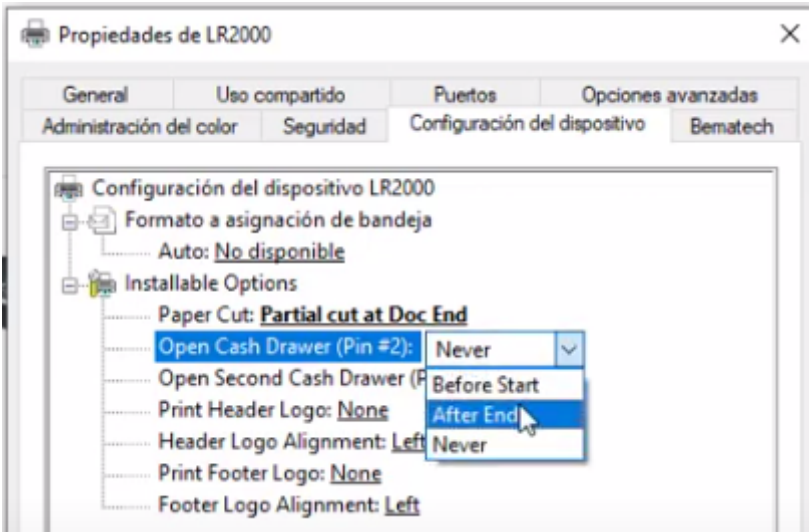 Propiedades de LR2000
General Uso compartido Puertos Opciones avanzadas
Administración del color Seguridad Configuración del dispositivo Bematech
Configuración del dispositivo LR2000
Formato a asignación de bandeja
Auto: No disponible
Installable Options
Paper Cut: Partial cut at Doc End
Open Cash Drawer (Pin #2): Never
Open Second Cash Drawer Before Start
After End
Print Header Logo: None
Header Logo Alignment: Left Never
Print Footer Logo: None
Footer Logo Alignment: Left